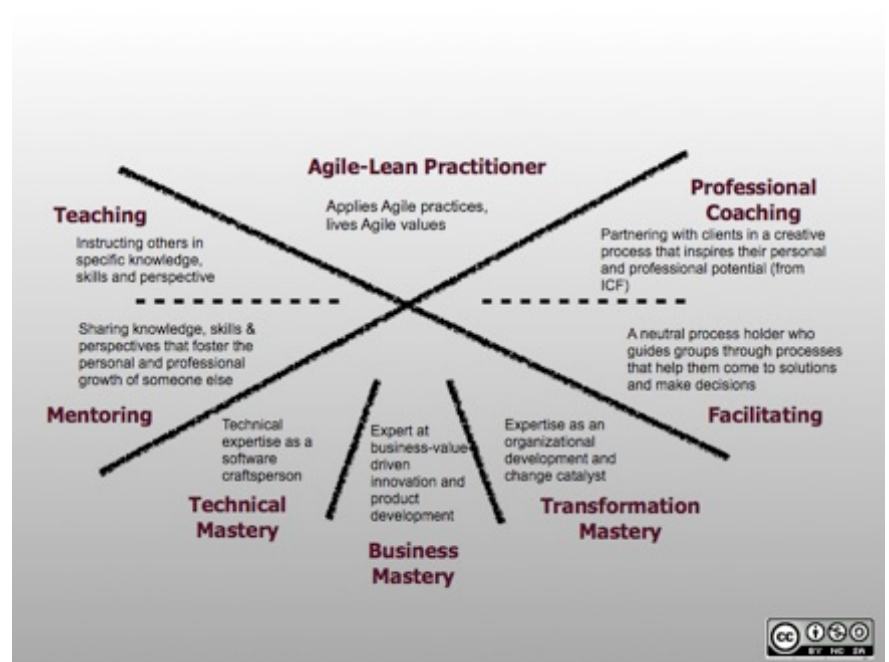 Agile-Lean Practitioner
Applies Agile practices,
lives Agile values
Teaching
Instructing others in
specific knowledge,
skills and perspective
Professional
Coaching
Partnering with clients in a creative
process that inspires their personal
and professional potential (from
ICF)
Sharing knowledge, skills &
perspectives that foster the
personal and professional
growth of someone else
Mentoring
A neutral process holder who
guides groups through processes
that help them come to solutions
and make decisions
Facilitating
Technical
expertise as a
software
craftsperson
Technical
Mastery
Expert at
business-value-
driven
innovation and
product
development
Business
Mastery
Expertise as an
organizational
development and
change catalyst
Transformation
Mastery
cc
BY NC SA